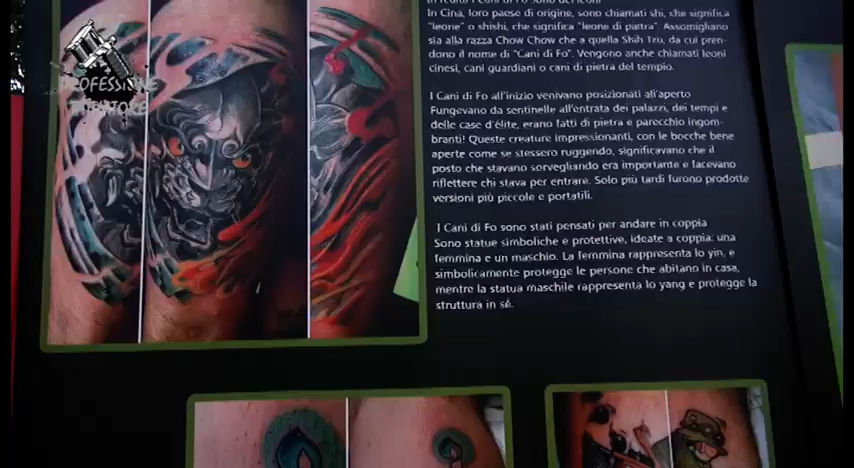 PROFESSIONE
TATUATORE
In Cina, loro paese di origine, sono chiamati shi, che significa
"leone" o shishi, che significa "leone di pietra". Assomigliano
sia alla razza Chow Chow che a quella Shih Tzu, da cui pren-
dono il nome di "Cani di Fo". Vengono anche chiamati leoni
cinesi, cani guardiani o cani di pietra del tempio.
I Cani di Fo all'inizio venivano posizionati all'aperto
Fungevano da sentinelle all'entrata dei palazzi, dei templi e
delle case d'élite, erano fatti di pietra e parecchio ingom-
branti! Queste creature impressionanti, con le bocche bene
aperte come se stessero ruggendo, significavano che il
posto che stavano sorvegliando era importante e facevano
riflettere chi stava per entrare. Solo più tardi furono prodotte
versioni più piccole e portatili.
I Cani di Fo sono stati pensati per andare in coppia
Sono statue simboliche e protettive, ideate a coppia: una
femmina e un maschio. La femmina rappresenta lo yin, e
simbolicamente protegge le persone che abitano in casa,
mentre la statua maschile rappresenta lo yang e protegge la
struttura in sé.